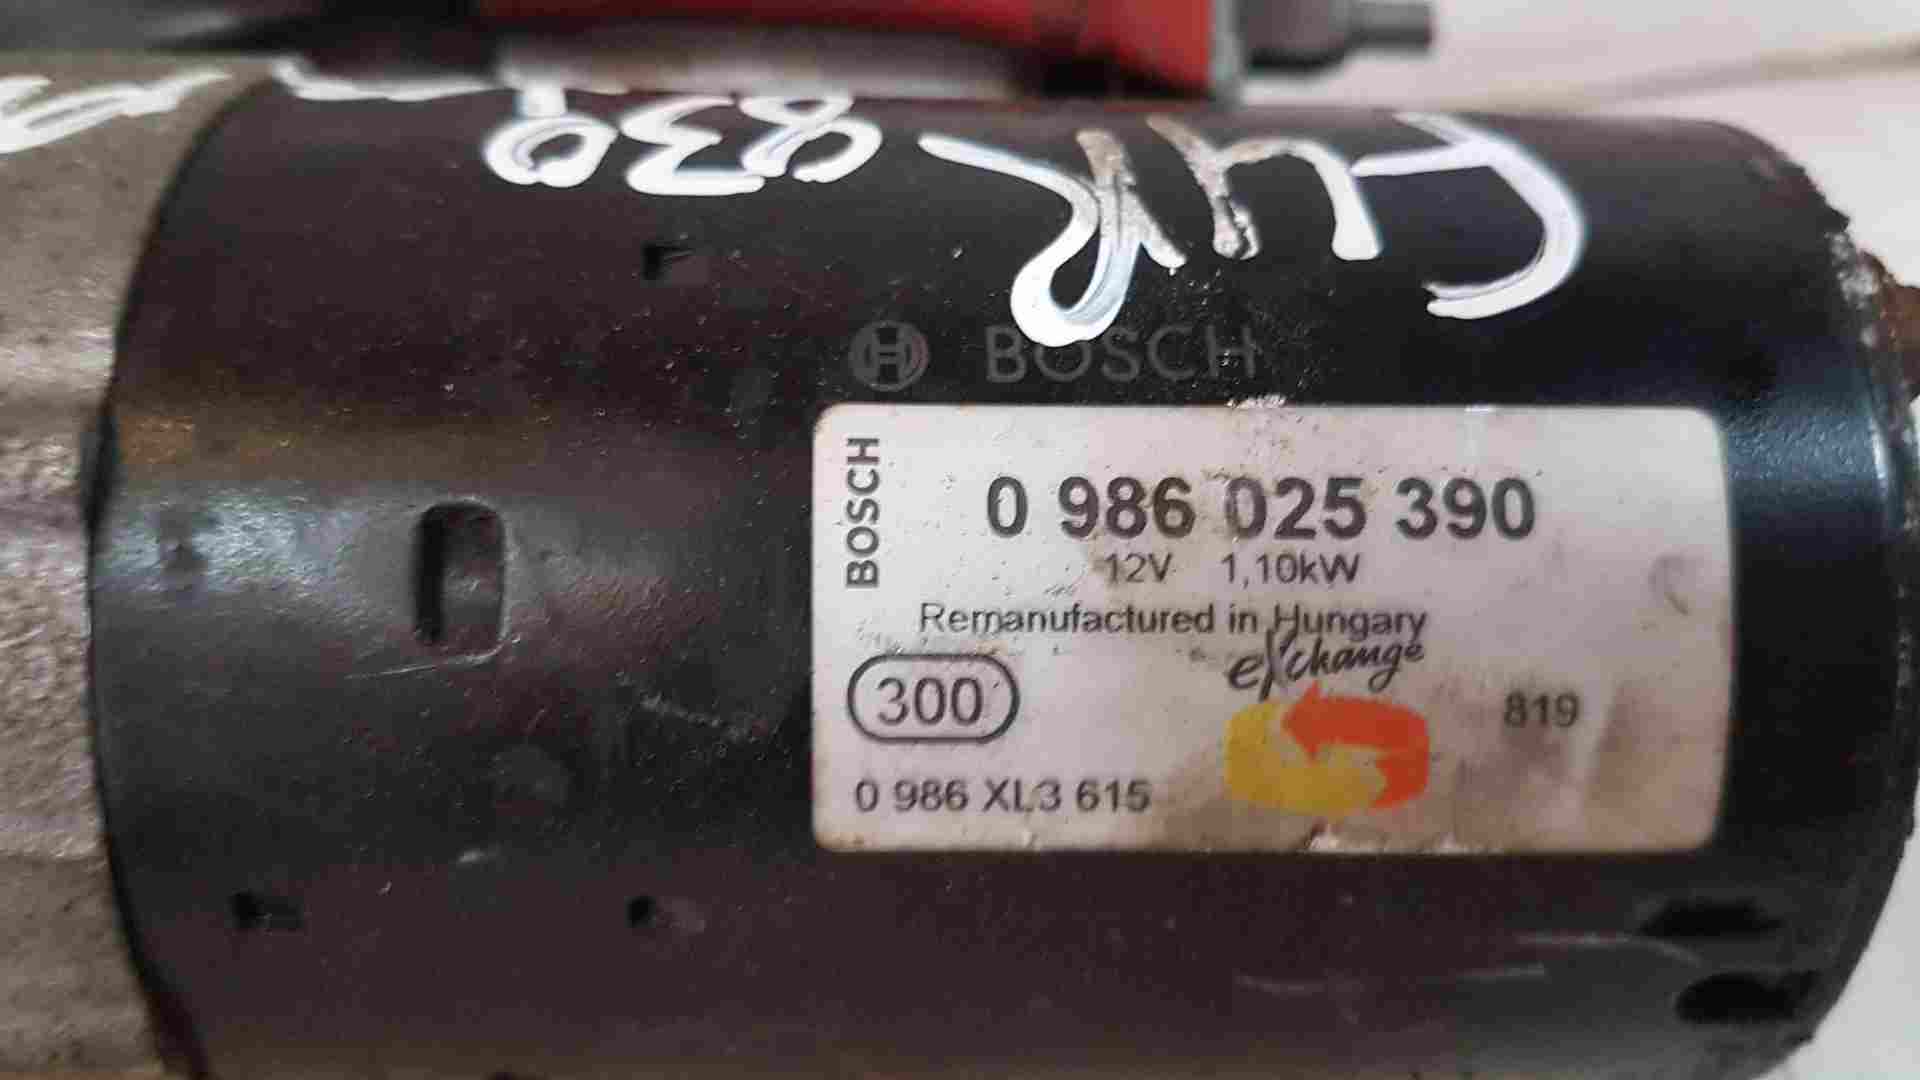 BOSCH
BOSCH
0 986 025 390
12V 1,10kW
Remanufactured in Hungary
eXchange
300
819
0 986 XL3 615